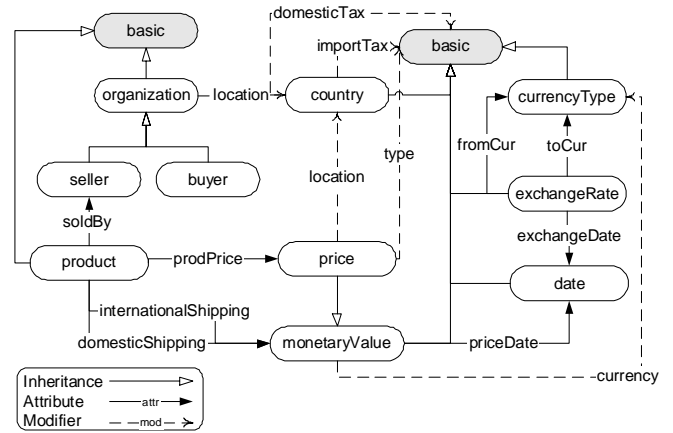 domesticTax
basic
importTax
basic
organization
location
country
currencyType
fromCur
toCur
type
seller
buyer
location
exchangeRate
soldBy
exchangeDate
product
prodPrice
price
date
internationalShipping
domesticShipping
monetaryValue
priceDate
currency
Inheritance
Attribute
attr
Modifier
mod